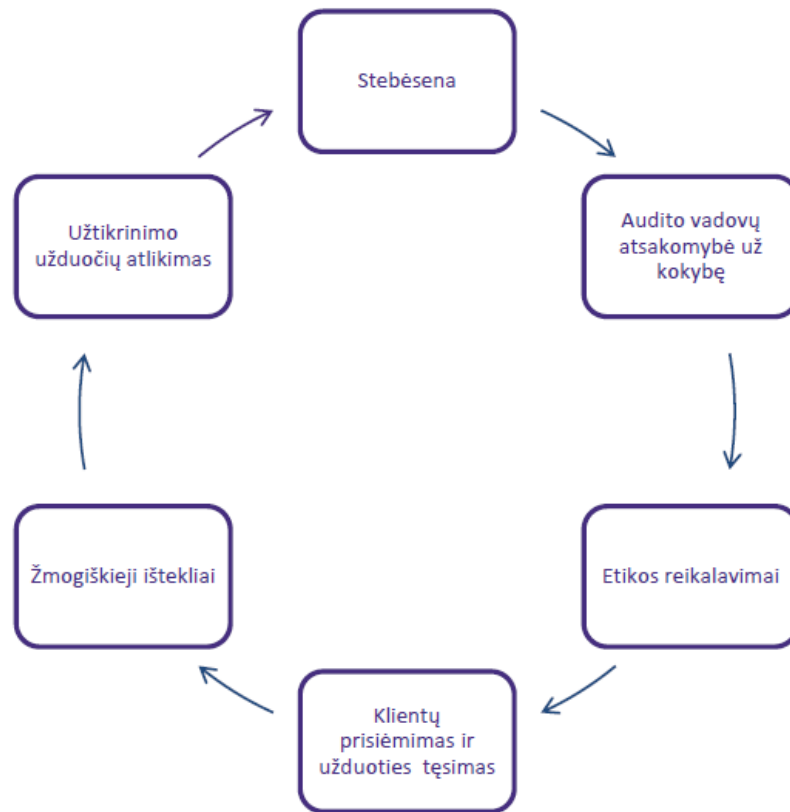 Stebėsena
Audito vadovų
atsakomybė už
kokybę
Etikos reikalavimai
Klientų
prisiėmimas ir
užduoties tęsimas
Žmogiškieji ištekliai
Užtikrinimo
užduočių atlikimas